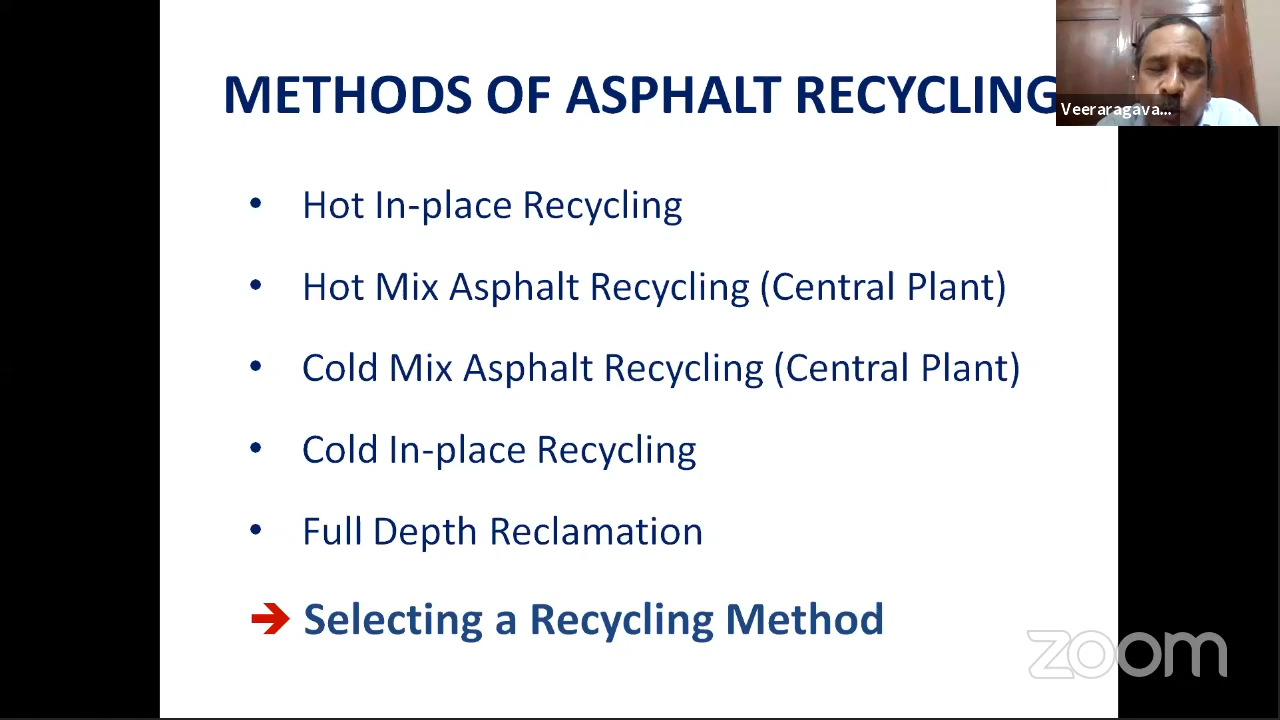 METHODS OF ASPHALT RECYCLING
Veeraragava...
• Hot In-place Recycling
• Hot Mix Asphalt Recycling (Central Plant)
• Cold Mix Asphalt Recycling (Central Plant)
• Cold In-place Recycling
• Full Depth Reclamation
➔ Selecting a Recycling Method
zoom